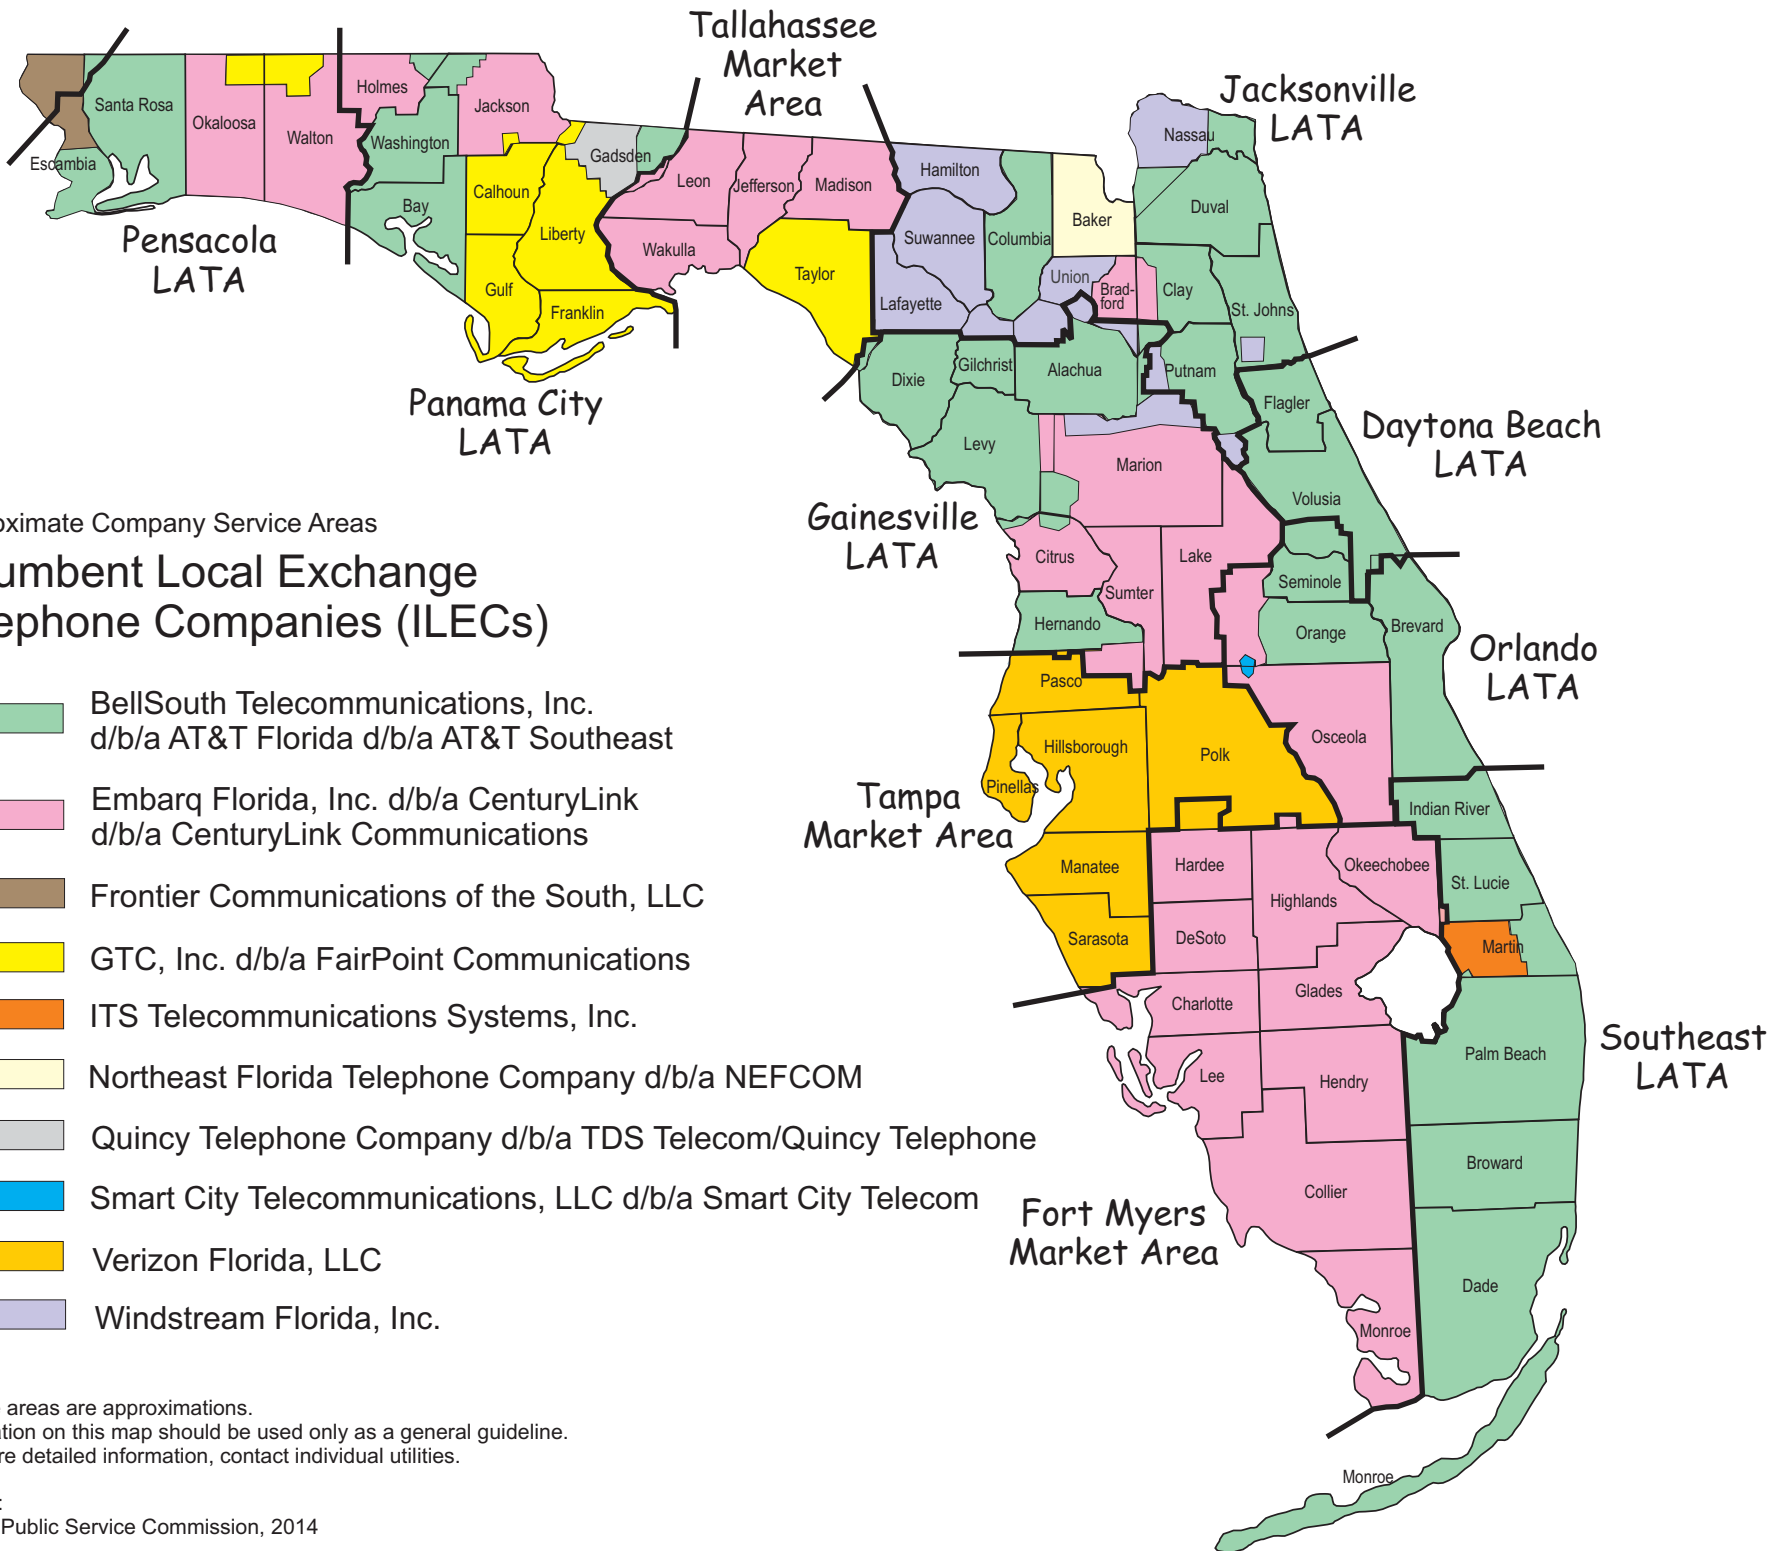 Tallahassee
Market
Area
Jacksonville
LATA
Holmes
Santa Rosa
Okaloosa
Walton
Jackson
Washington
Escambia
Gadsden
Nassau
Hamilton
Leon
Jefferson
Madison
Calhoun
Bay
Liberty
Wakulla
Suwannee
Columbia
Baker
Duval
Pensacola
LATA
Taylor
Union
Gulf
Franklin
Lafayette
Brad-
ford
Clay
St. Johns
Panama City
LATA
Dixie
Gilchrist
Alachua
Putnam
Flagler
Daytona Beach
LATA
Levy
Marion
Volusia
Gainesville
LATA
Citrus
Lake
Sumter
Seminole
Hernando
Orange
Brevard
Orlando
LATA
Pasco
Hillsborough
Polk
Osceola
Pinellas
Tampa
Market Area
Indian River
Manatee
Hardee
Okeechobee
St. Lucie
Highlands
Sarasota
DeSoto
Martin
Charlotte
Glades
Southeast
LATA
Palm Beach
Lee
Hendry
Broward
Collier
Fort Myers
Market Area
Dade
Monroe
Monroe
oximate Company Service Areas
umbent Local Exchange
ephone Companies (ILECs)
BellSouth Telecommunications, Inc.
d/b/a AT&T Florida d/b/a AT&T Southeast
Embarq Florida, Inc. d/b/a CenturyLink
d/b/a CenturyLink Communications
Frontier Communications of the South, LLC
GTC, Inc. d/b/a FairPoint Communications
ITS Telecommunications Systems, Inc.
Northeast Florida Telephone Company d/b/a NEFCOM
Quincy Telephone Company d/b/a TDS Telecom/Quincy Telephone
Smart City Telecommunications, LLC d/b/a Smart City Telecom
Verizon Florida, LLC
Windstream Florida, Inc.
e areas are approximations.
ation on this map should be used only as a general guideline.
re detailed information, contact individual utilities.
:
Public Service Commission, 2014